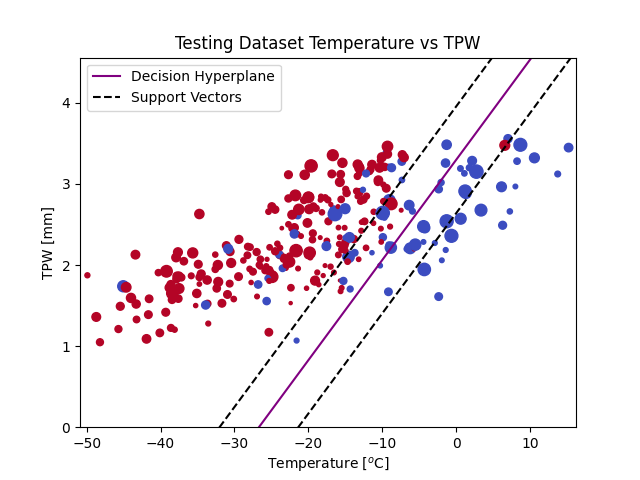 Testing Dataset Temperature vs TPW
Decision Hyperplane
Support Vectors
TPW [mm]
4
3
2
1
0
−50
−40
−30
−20
−10
0
10
Temperature [°C]